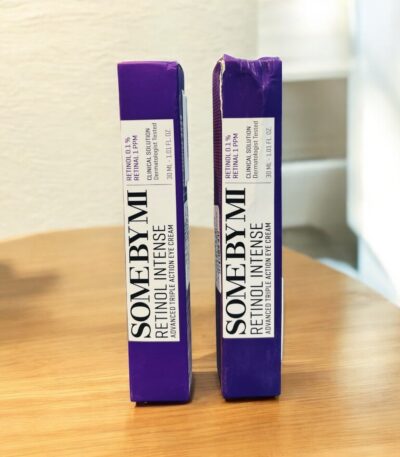 RETINOL 0.1 %
RETINAL 1 PPM
CLINICAL SOLUTION
Dermatologist Tested
30 ML - 1.01 FL. OZ
SOME BY MI
RETINOL INTENSE
ADVANCED TRIPLE ACTION EYE CREAM
RETINOL 0.1 %
RETINAL 1 PPM
CLINICAL SOLUTION
Dermatologist Tested
30 ML - 1.01 FL. OZ
SOME BY MI
RETINOL INTENSE
ADVANCED TRIPLE ACTION EYE CREAM